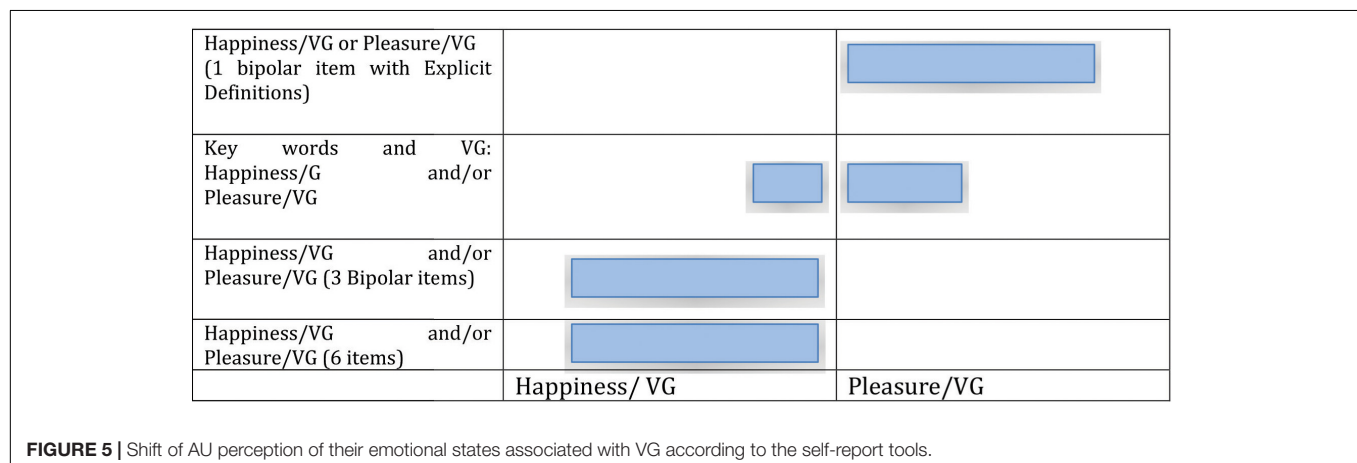 Happiness/VG or Pleasure/VG
(1 bipolar item with Explicit
Definitions)
Key words and VG:
Happiness/G and/or
Pleasure/VG
Happiness/VG and/or
Pleasure/VG (3 Bipolar items)
Happiness/VG and/or
Pleasure/VG (6 items)
Happiness/ VG
Pleasure/VG
FIGURE 5 | Shift of AU perception of their emotional states associated with VG according to the self-report tools.